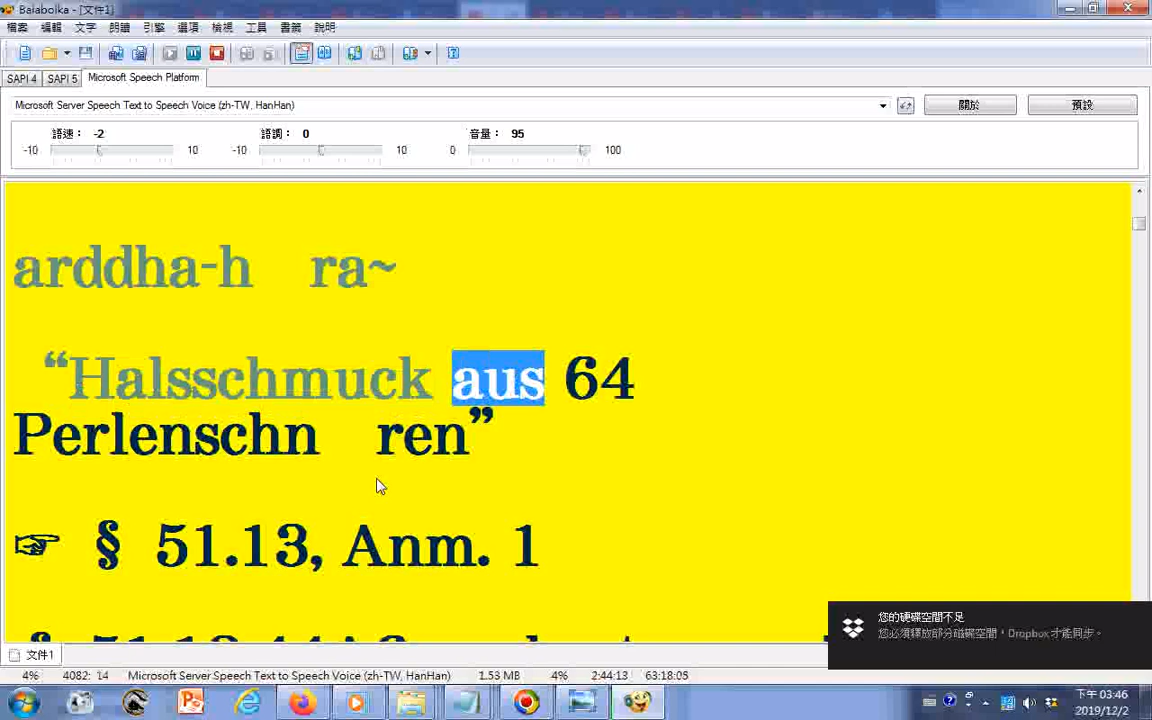 Balabolka - [文件1]
檔案 編輯 文字 朗讀 引擎 選項 檢視 工具 書籤 說明
SAPI 4 SAPI 5 Microsoft Speech Platform
Microsoft Server Speech Text to Speech Voice (zh-TW, HanHan)
關於 預設
語速： -2 語調： 0 音量： 95
-10 10 -10 10 0 100
arddha-h ra~
“Halsschmuck aus 64
Perlenschn ren”
☞ § 51.13, Anm. 1
您的硬碟空間不足
您必須釋放部分磁碟空間，Dropbox 才能同步。
文件1
4% 4082: 14 Microsoft Server Speech Text to Speech Voice (zh-TW, HanHan) 1.53 MB 4% 2:44:13 63:18:05
下午 03:46
2019/12/2